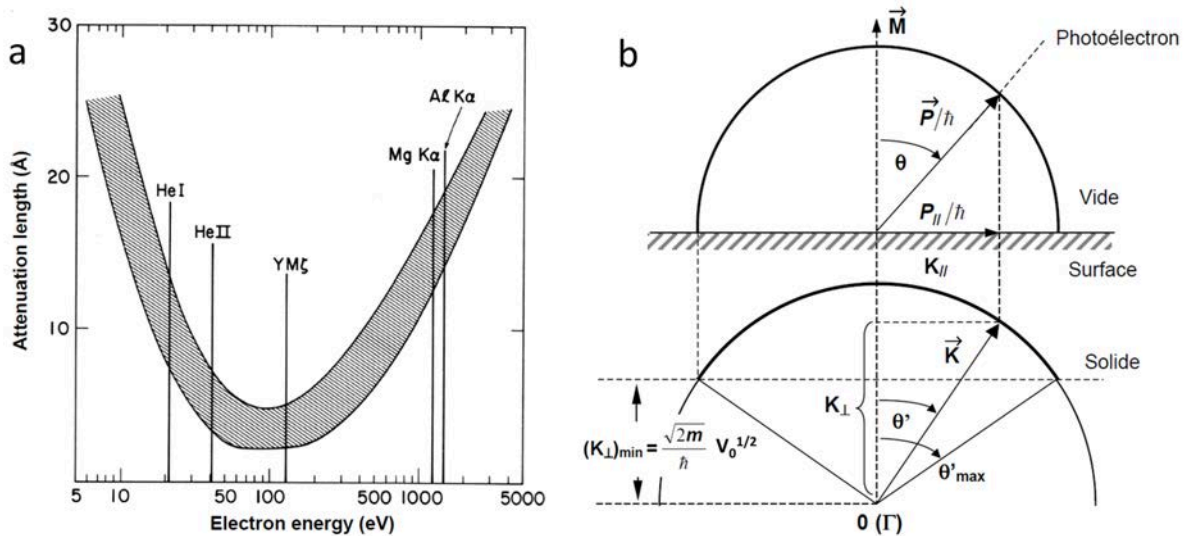 a
30
20
10
Attenuation length (Å)
He I
He II
Y Mζ
Mg Kα
Aℓ Kα
5 10 50 100 500 1000 5000
Electron energy (eV)
b
M
Photoélectron
P/ħ
θ
Vide
P// /ħ
K//
Surface
K
Solide
K⊥
θ'
(K⊥)min = √2m/ħ V0^1/2
θ'max
0 (Γ)